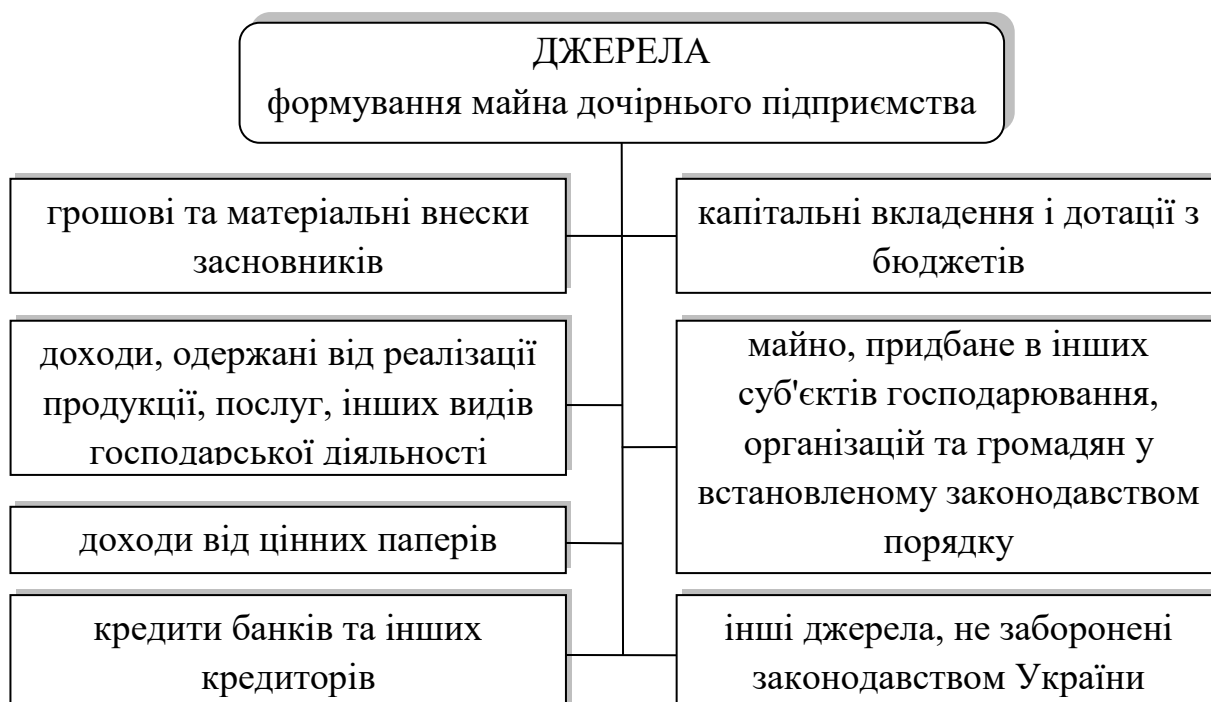 ДЖЕРЕЛА
формування майна дочірнього підприємства
грошові та матеріальні внески
засновників
капітальні вкладення і дотації з
бюджетів
доходи, одержані від реалізації
продукції, послуг, інших видів
господарської діяльності
майно, придбане в інших
суб'єктів господарювання,
організацій та громадян у
встановленому законодавством
порядку
доходи від цінних паперів
кредити банків та інших
кредиторів
інші джерела, не заборонені
законодавством України